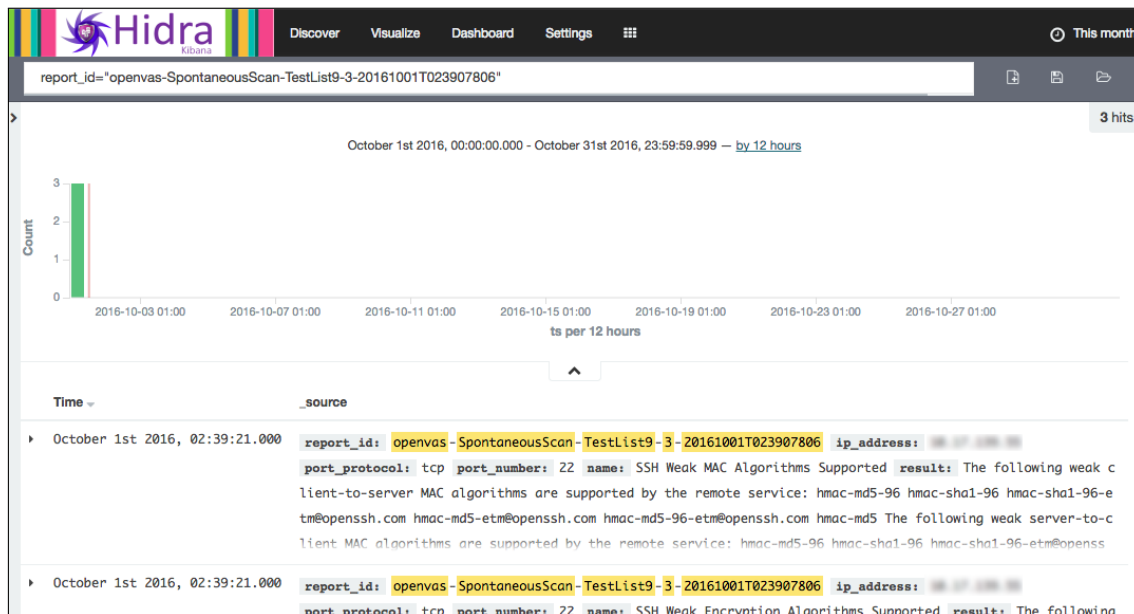 Hidra
Kibana
Discover Visualize Dashboard Settings This month
report_id="openvas-SpontaneousScan-TestList9-3-20161001T023907806"
3 hits
October 1st 2016, 00:00:00.000 - October 31st 2016, 23:59:59.999 — by 12 hours
3
2
1
0
Count
2016-10-03 01:00 2016-10-07 01:00 2016-10-11 01:00 2016-10-15 01:00 2016-10-19 01:00 2016-10-23 01:00 2016-10-27 01:00
ts per 12 hours
Time _source
October 1st 2016, 02:39:21.000 report_id: openvas-SpontaneousScan-TestList9-3-20161001T023907806 ip_address:
port_protocol: tcp port_number: 22 name: SSH Weak MAC Algorithms Supported result: The following weak c
lient-to-server MAC algorithms are supported by the remote service: hmac-md5-96 hmac-sha1-96 hmac-sha1-96-e
tm@openssh.com hmac-md5-etm@openssh.com hmac-md5-96-etm@openssh.com hmac-md5 The following weak server-to-c
lient MAC algorithms are supported by the remote service: hmac-md5-96 hmac-sha1-96 hmac-sha1-96-etm@openss
October 1st 2016, 02:39:21.000 report_id: openvas-SpontaneousScan-TestList9-3-20161001T023907806 ip_address:
port_protocol: tcp port_number: 22 name: SSH Weak Encryption Algorithms Supported result: The following